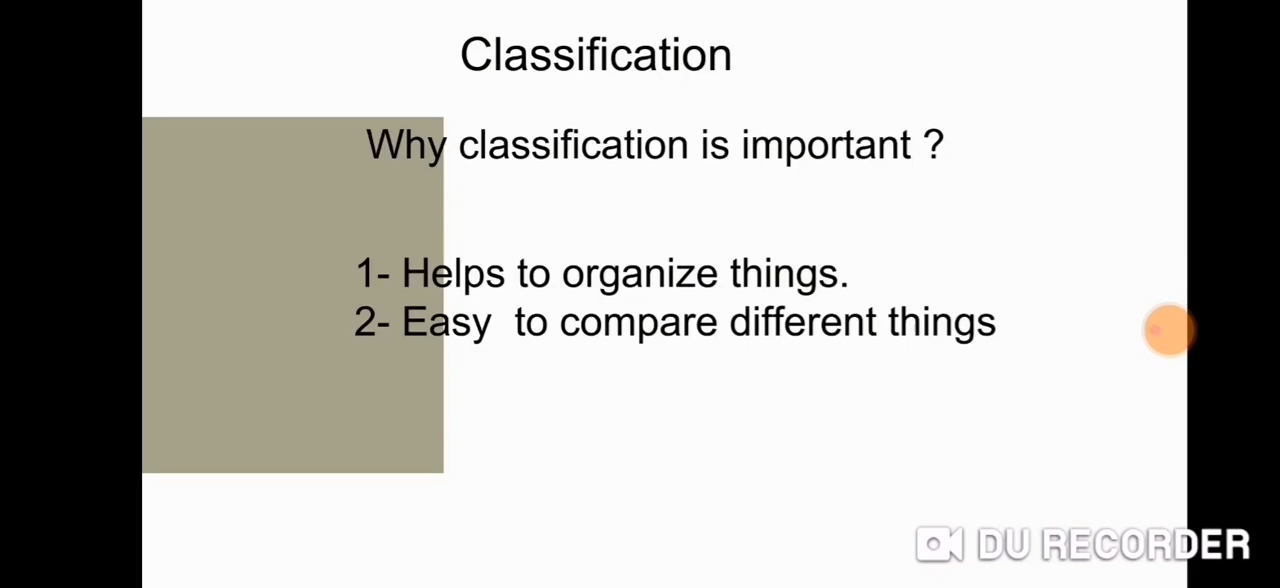 Classification
Why classification is important ?
1- Helps to organize things.
2- Easy  to compare different things
DU RECORDER